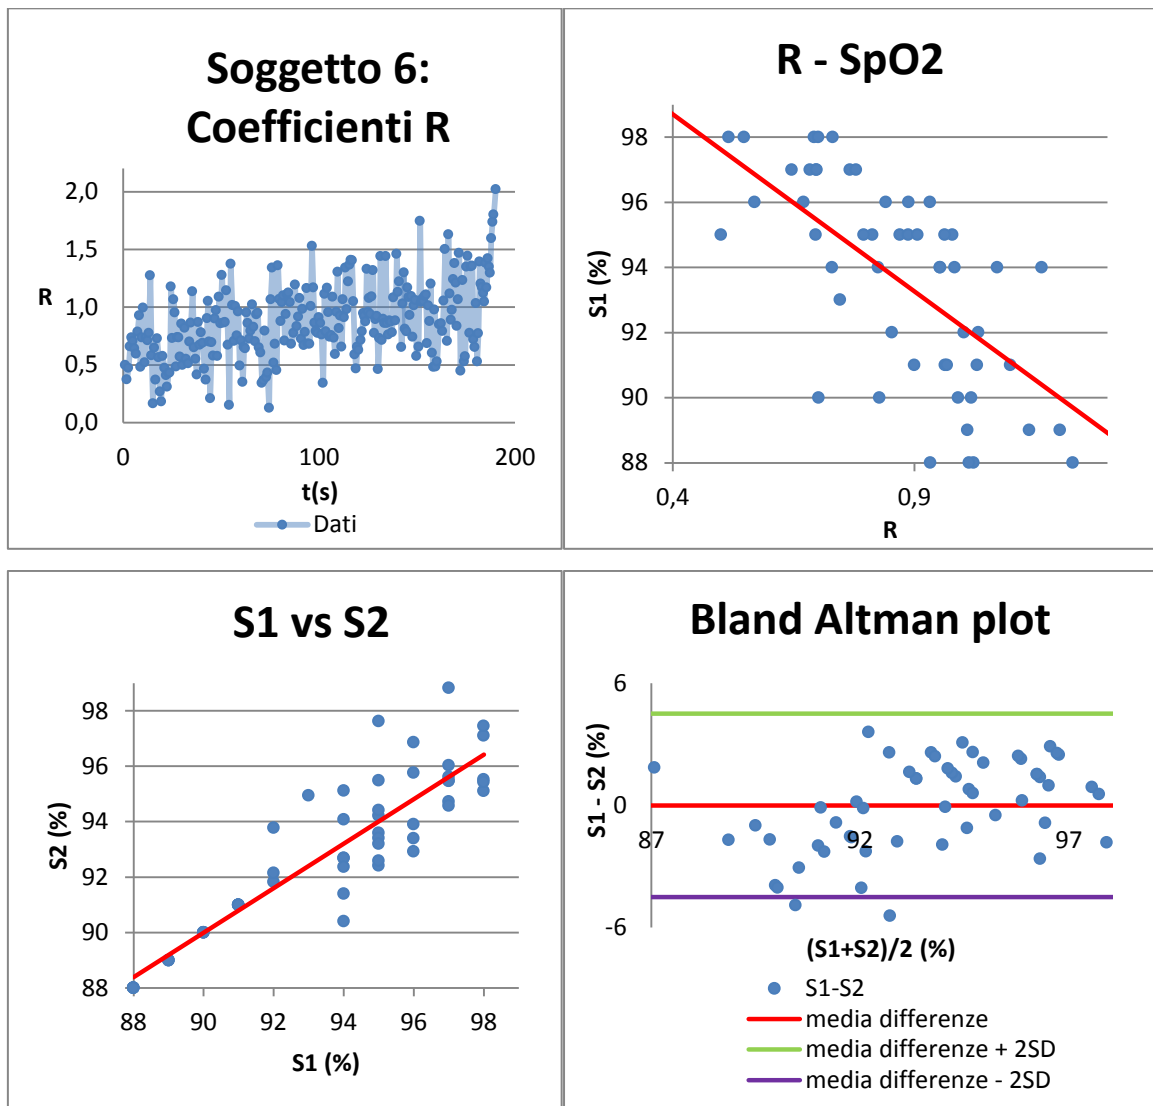 Soggetto 6:
Coefficienti R
2,0
1,5
R
1,0
0,5
0,0
0
100
200
t(s)
Dati
R - SpO2
98
96
S1 (%)
94
92
90
88
0,4
0,9
R
S1 vs S2
98
96
S2 (%)
94
92
90
88
88 90 92 94 96 98
S1 (%)
Bland Altman plot
6
S1 - S2 (%)
0
87 92 97
-6
(S1+S2)/2 (%)
S1-S2
media differenze
media differenze + 2SD
media differenze - 2SD